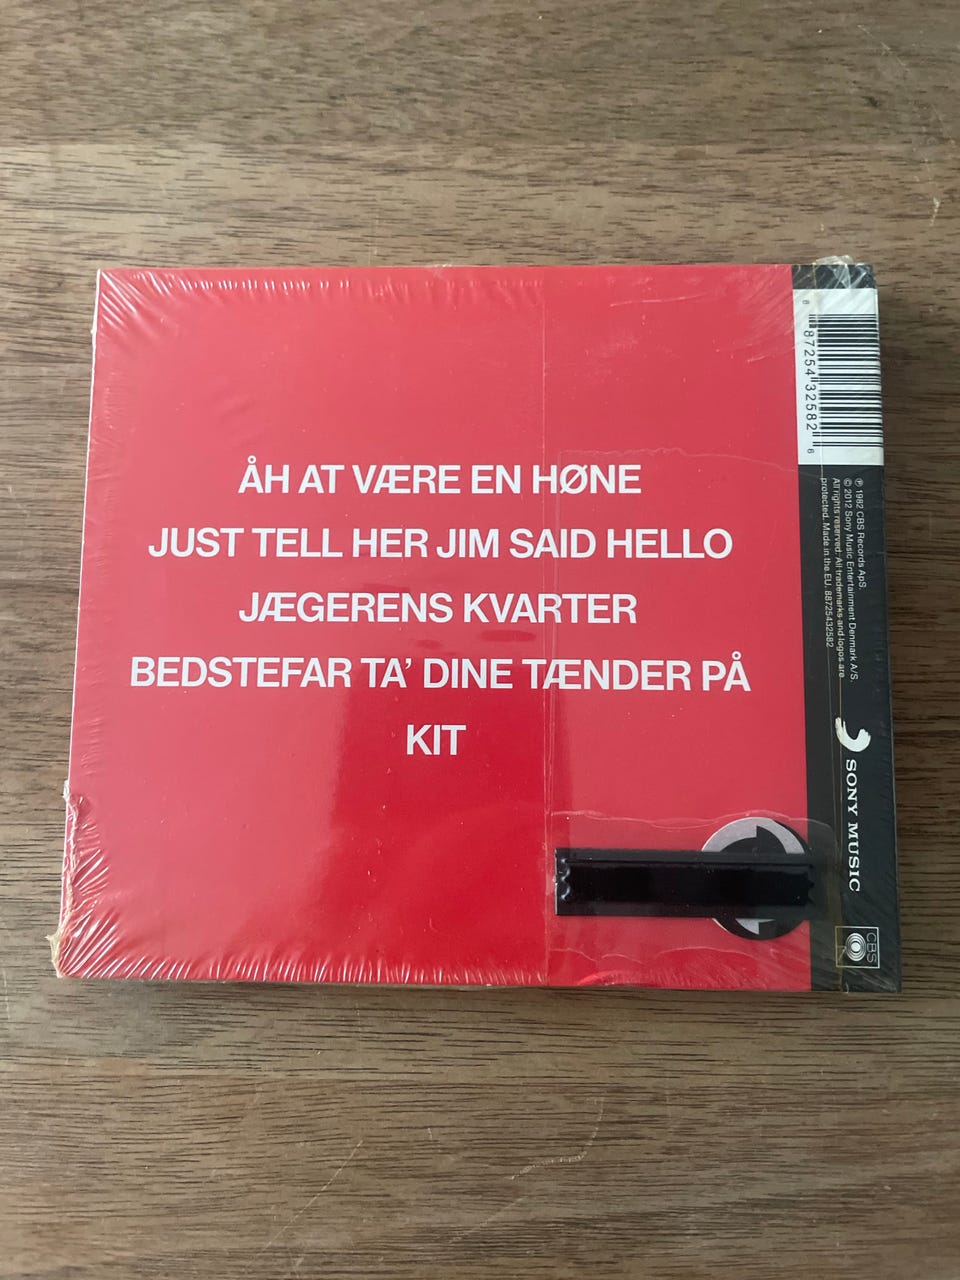 ÅH AT VÆRE EN HØNE
JUST TELL HER JIM SAID HELLO
JÆGERENS KVARTER
BEDSTEFAR TA' DINE TÆNDER PÅ
KIT
8 87254 32582 6
℗ 1982 CBS Records ApS.
© 2012 Sony Music Entertainment Denmark A/S.
All rights reserved. All trademarks and logos are
protected. Made in the EU. 88725432582
SONY MUSIC
CBS